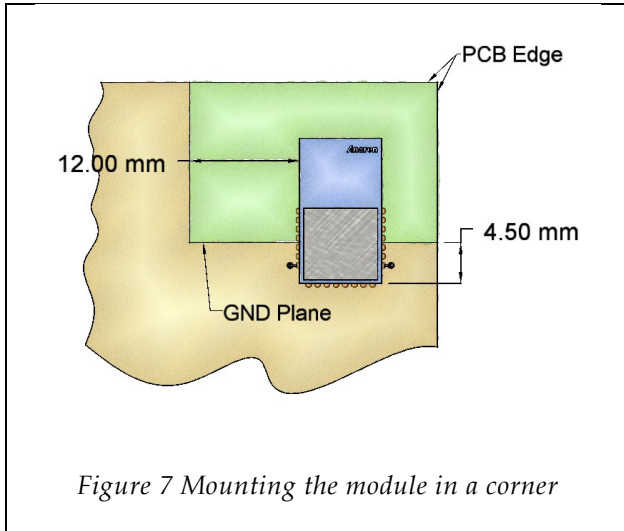 PCB Edge
Anaren
12.00 mm
4.50 mm
GND Plane
Figure 7 Mounting the module in a corner